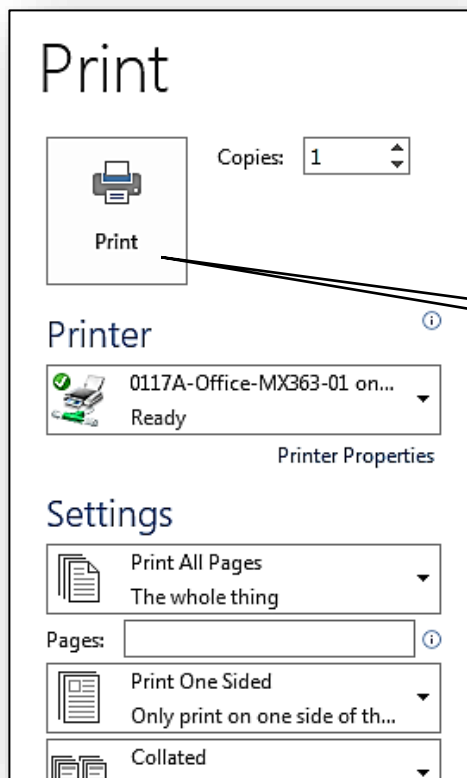 Print
Copies: 1
Print
Printer
0117A-Office-MX363-01 on...
Ready
Printer Properties
Settings
Print All Pages
The whole thing
Pages:
Print One Sided
Only print on one side of th...
Collated